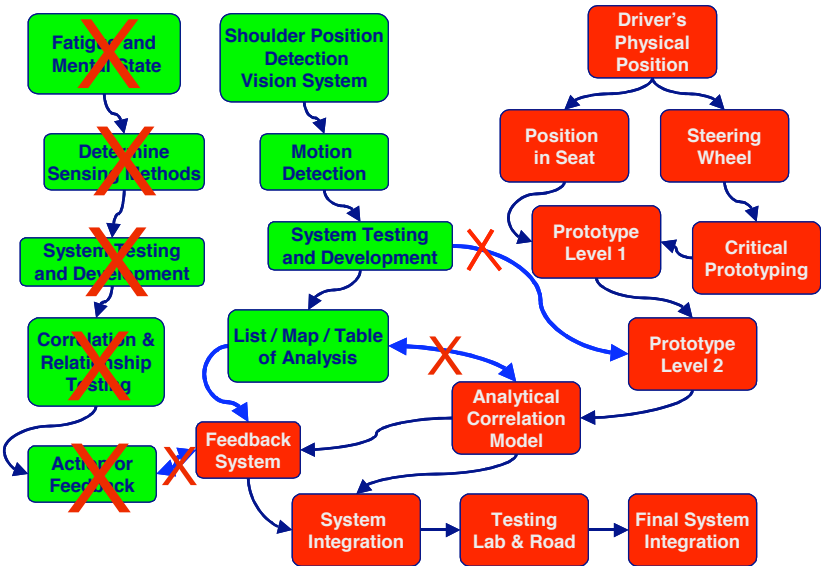 Fatigue and
Mental State
Shoulder Position
Detection
Vision System
Driver's
Physical
Position
Determine
Sensing Methods
Motion
Detection
Position
in Seat
Steering
Wheel
System Testing
and Development
System Testing
and Development
Prototype
Level 1
Critical
Prototyping
Correlation &
Relationship
Testing
List / Map / Table
of Analysis
Prototype
Level 2
Analytical
Correlation
Model
Action or
Feedback
Feedback
System
System
Integration
Testing
Lab & Road
Final System
Integration